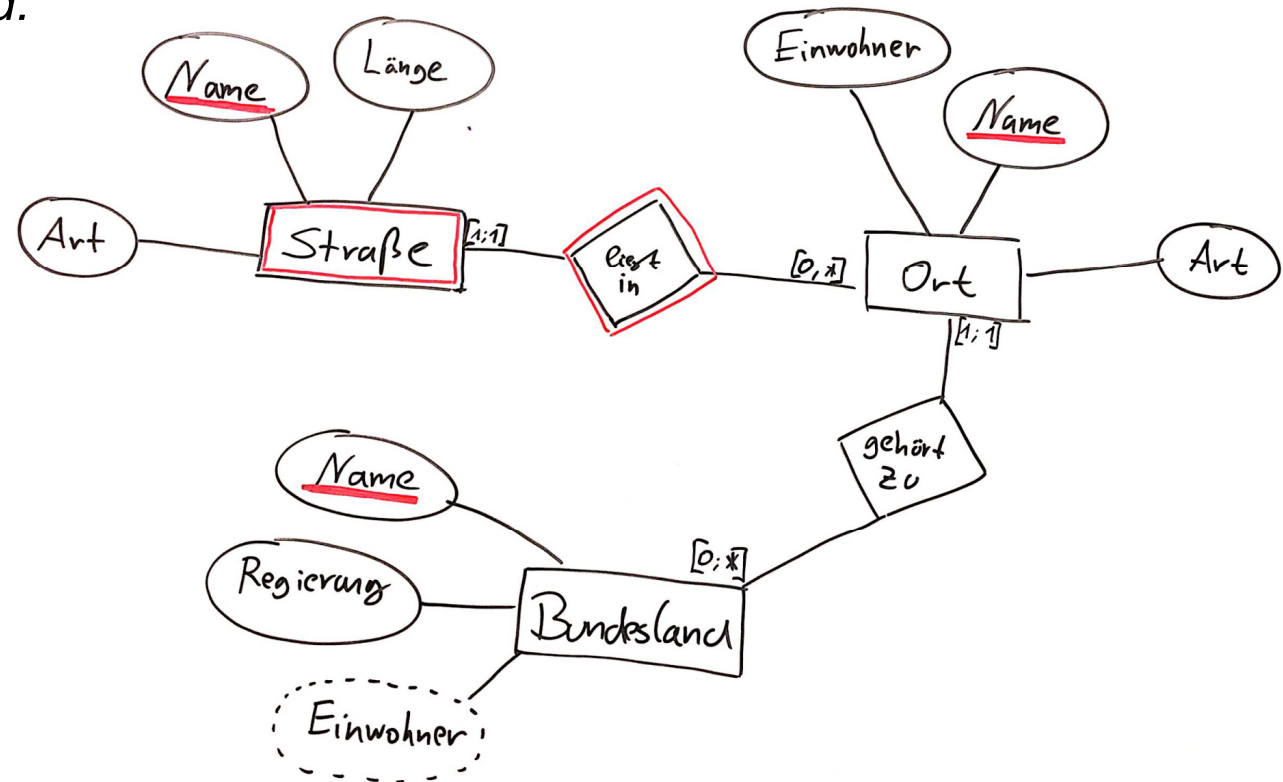 d.
Name
Länge
Einwohner
Name
Art
Straße
[1;1]
liegt
in
[0,*]
Ort
Art
[1;1]
gehört
zu
Name
[0;*]
Regierung
Bundesland
Einwohner